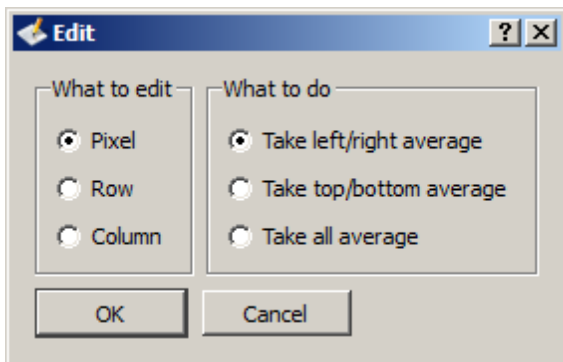 Edit
What to edit
Pixel
Row
Column
What to do
Take left/right average
Take top/bottom average
Take all average
OK
Cancel